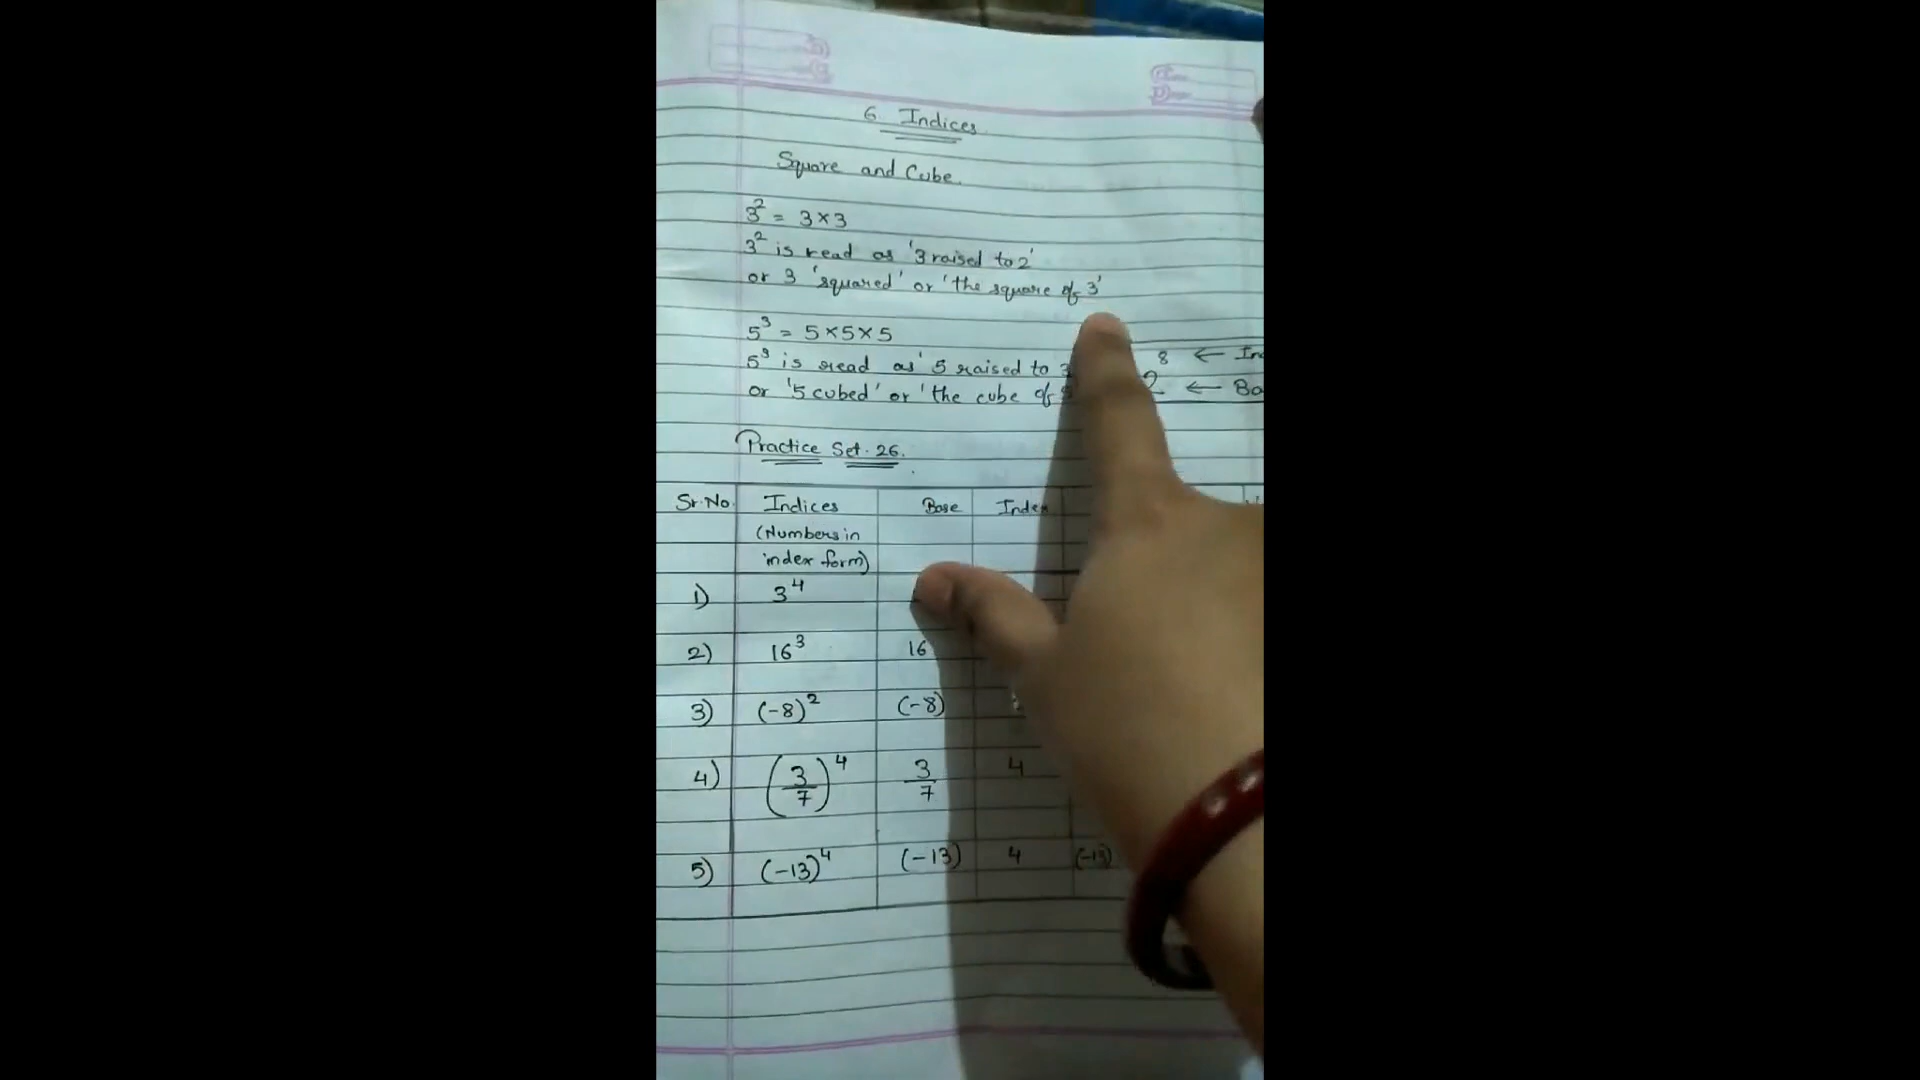 6. Indices
Square and Cube.
3² = 3×3
3² is read as '3 raised to 2'
or 3 'squared' or 'the square of 3'
5³ = 5×5×5
5³ is read as '5 raised to 3
or '5 cubed' or 'the cube of 5
8 ←
2 ←
Practice Set. 26.
Sr.No. Indices Base Index
(Numbers in
index form)
1) 3⁴
2) 16³ 16
3) (-8)² (-8)
4) (3/7)⁴ 3/7 4
5) (-13)⁴ (-13) 4 (-13)